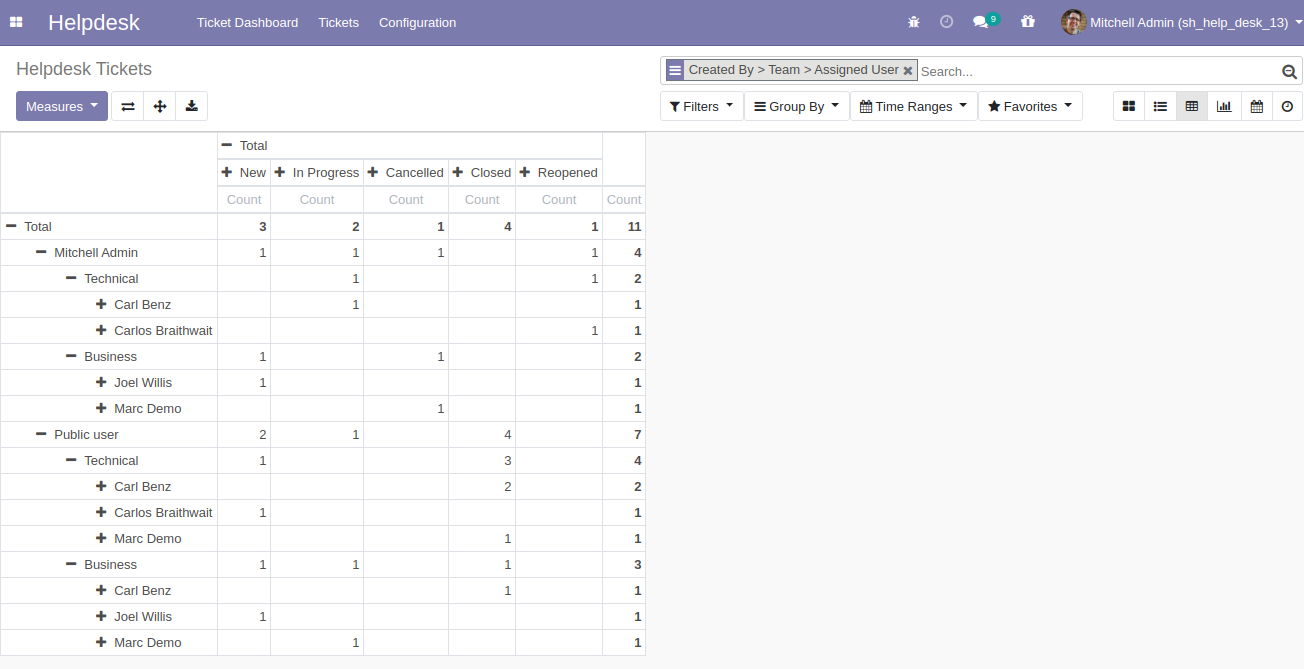 Helpdesk Ticket Dashboard Tickets Configuration 9 Mitchell Admin (sh_help_desk_13)
Helpdesk Tickets
Created By > Team > Assigned User Search...
Measures Filters Group By Time Ranges Favorites
Total
New In Progress Cancelled Closed Reopened
Count Count Count Count Count Count
Total 3 2 1 4 1 11
Mitchell Admin 1 1 1 1 4
Technical 1 1 2
Carl Benz 1 1
Carlos Braithwait 1 1
Business 1 1 2
Joel Willis 1 1
Marc Demo 1 1
Public user 2 1 4 7
Technical 1 3 4
Carl Benz 2 2
Carlos Braithwait 1 1
Marc Demo 1 1
Business 1 1 1 3
Carl Benz 1 1
Joel Willis 1 1
Marc Demo 1 1